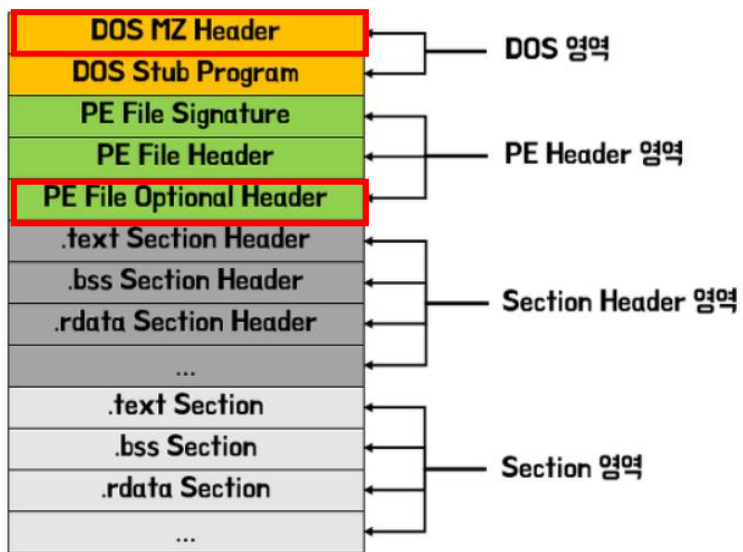 DOS MZ Header
DOS Stub Program
DOS 영역
PE File Signature
PE File Header
PE File Optional Header
PE Header 영역
.text Section Header
.bss Section Header
.rdata Section Header
...
Section Header 영역
.text Section
.bss Section
.rdata Section
...
Section 영역